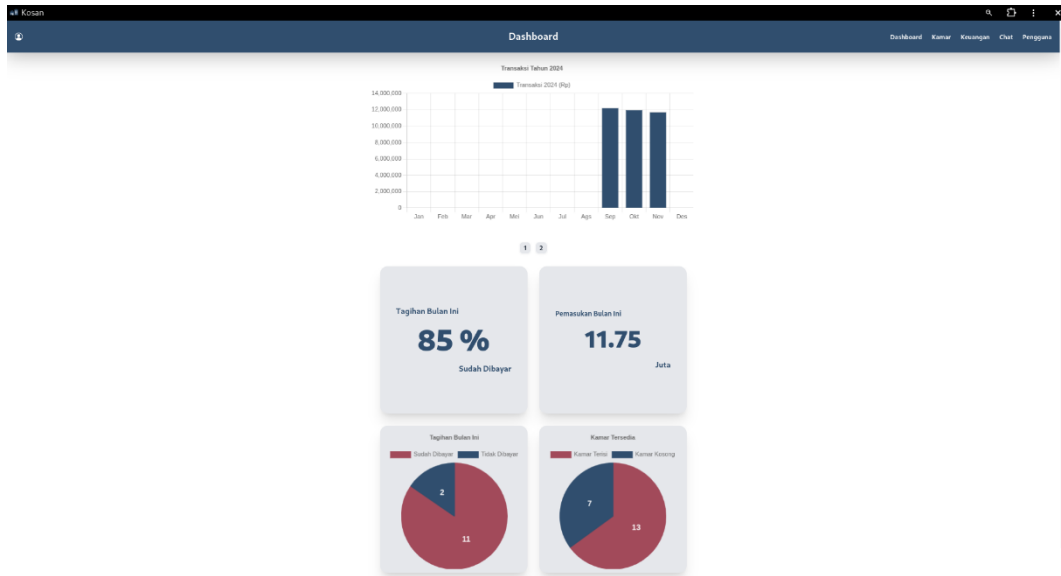 Kosan
Dashboard
Dashboard Kamar Keuangan Chat Penggana
Transaksi Tahun 2024
Transaksi 2024 (Rp)
14,000,000
12,000,000
10,000,000
8,000,000
6,000,000
4,000,000
2,000,000
0
Jan Feb Mar Apr Mei Jun Jul Ags Sep Okt Nov Des
1 2
Tagihan Bulan Ini
85 %
Sudah Dibayar
Pemasukan Bulan Ini
11.75
Juta
Tagihan Bulan Ini
Sudah Dibayar Tidak Dibayar
2
11
Kamar Tersedia
Kamar Terisi Kamar Kosong
7
13